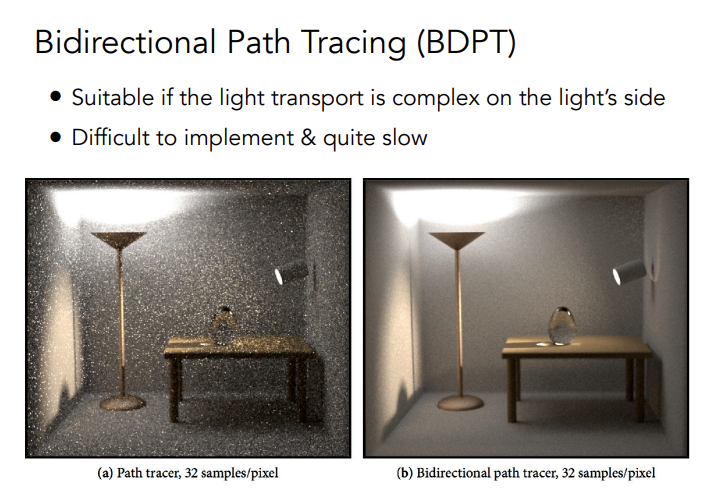 Bidirectional Path Tracing (BDPT)
• Suitable if the light transport is complex on the light’s side
• Difficult to implement & quite slow
(a) Path tracer, 32 samples/pixel
(b) Bidirectional path tracer, 32 samples/pixel